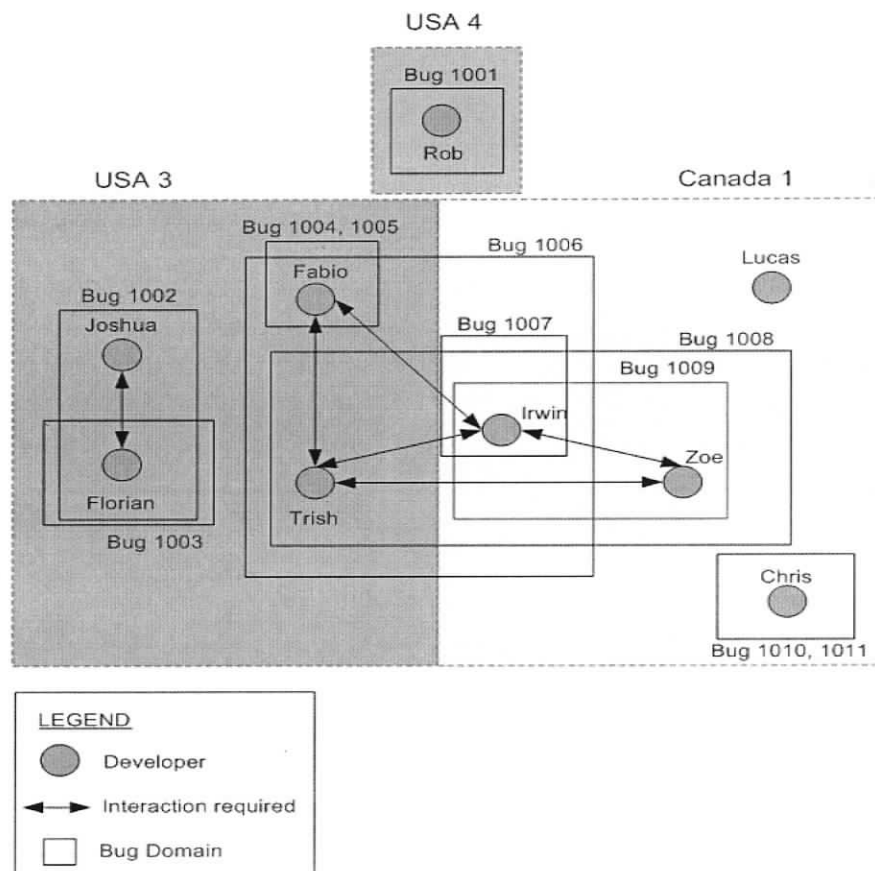 USA 4
Bug 1001
Rob
USA 3
Canada 1
Bug 1004, 1005
Bug 1006
Fabio
Lucas
Bug 1002
Joshua
Bug 1007
Bug 1008
Bug 1009
Irwin
Zoe
Florian
Trish
Bug 1003
Chris
Bug 1010, 1011
LEGEND
Developer
Interaction required
Bug Domain